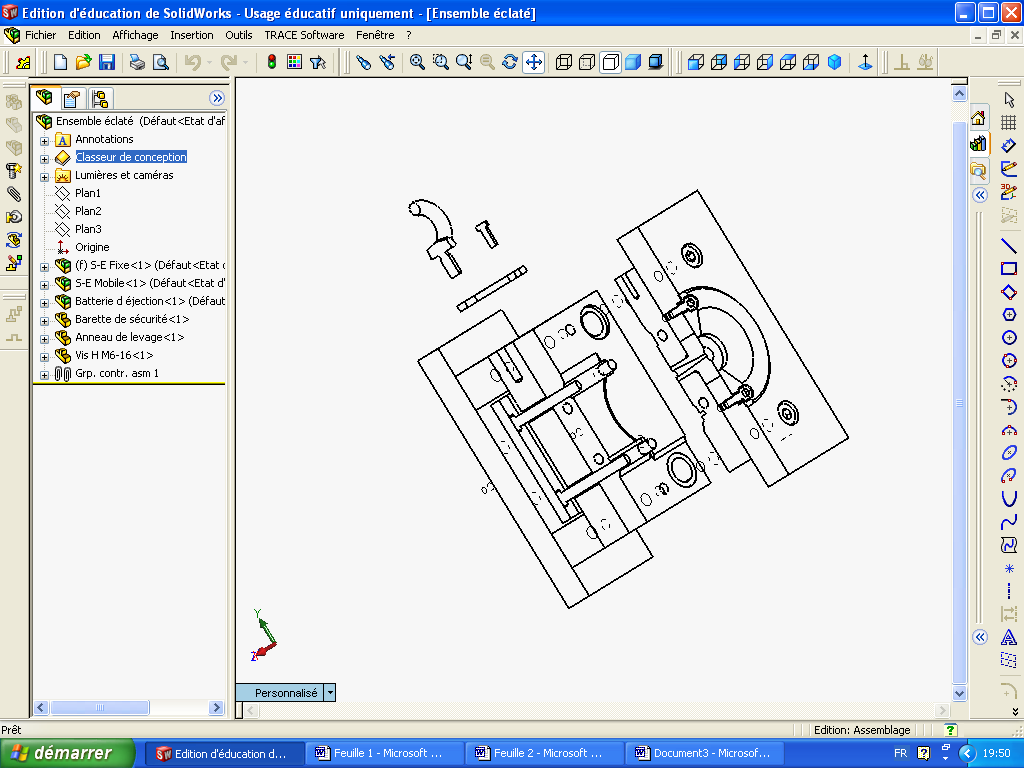 Edition d'éducation de SolidWorks - Usage éducatif uniquement - [Ensemble éclaté]
Fichier Edition Affichage Insertion Outils TRACE Software Fenêtre ?
Ensemble éclaté (Défaut<Etat d'af
Annotations
Classeur de conception
Lumières et caméras
Plan1
Plan2
Plan3
Origine
(f) S-E Fixe<1> (Défaut<Etat d
S-E Mobile<1> (Défaut<Etat d'
Batterie d éjection<1> (Défaut
Barette de sécurité<1>
Anneau de levage<1>
Vis H M6-16<1>
Grp. contr. asm 1
Y
Z
Personnalisé
Prêt
Edition: Assemblage
démarrer
Edition d'éducation d...
Feuille 1 - Microsoft ...
Feuille 2 - Microsoft ...
Document3 - Microsof...
FR
19:50